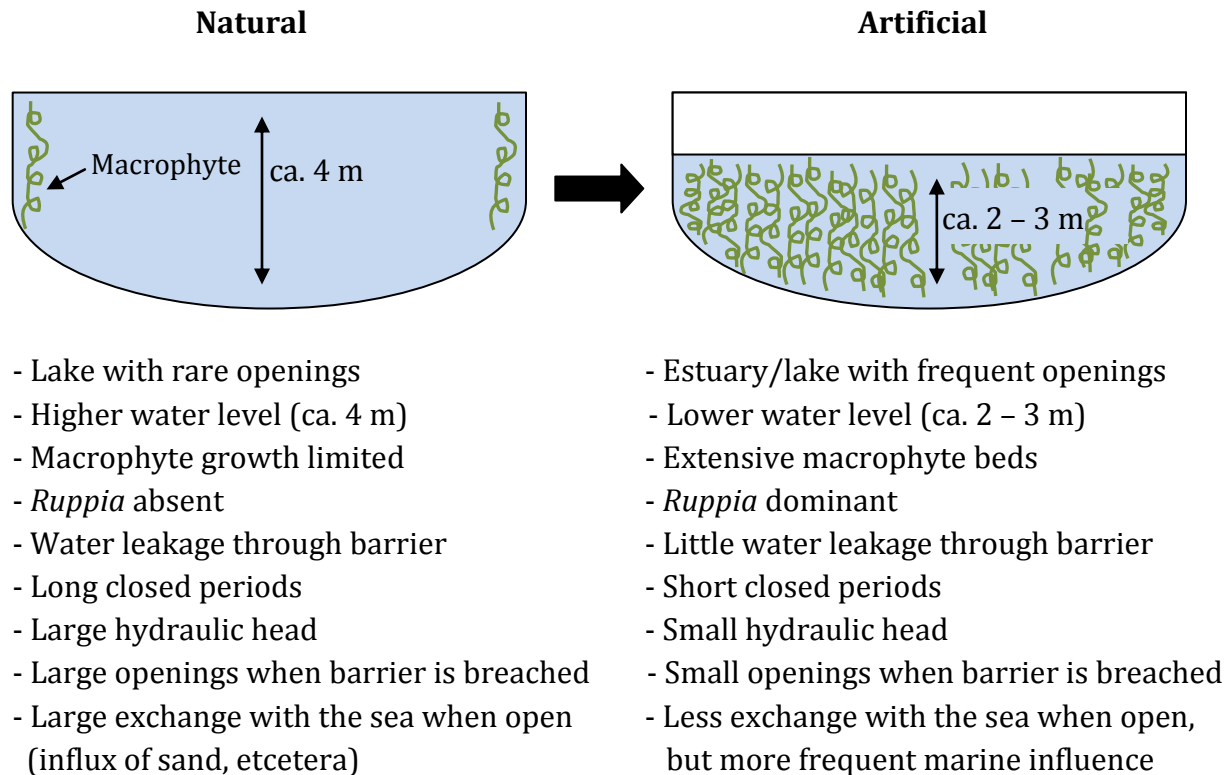 Natural
Macrophyte
ca. 4 m
- Lake with rare openings
- Higher water level (ca. 4 m)
- Macrophyte growth limited
- Ruppia absent
- Water leakage through barrier
- Long closed periods
- Large hydraulic head
- Large openings when barrier is breached
- Large exchange with the sea when open
(influx of sand, etcetera)
Artificial
ca. 2 – 3 m
- Estuary/lake with frequent openings
- Lower water level (ca. 2 – 3 m)
- Extensive macrophyte beds
- Ruppia dominant
- Little water leakage through barrier
- Short closed periods
- Small hydraulic head
- Small openings when barrier is breached
- Less exchange with the sea when open,
but more frequent marine influence